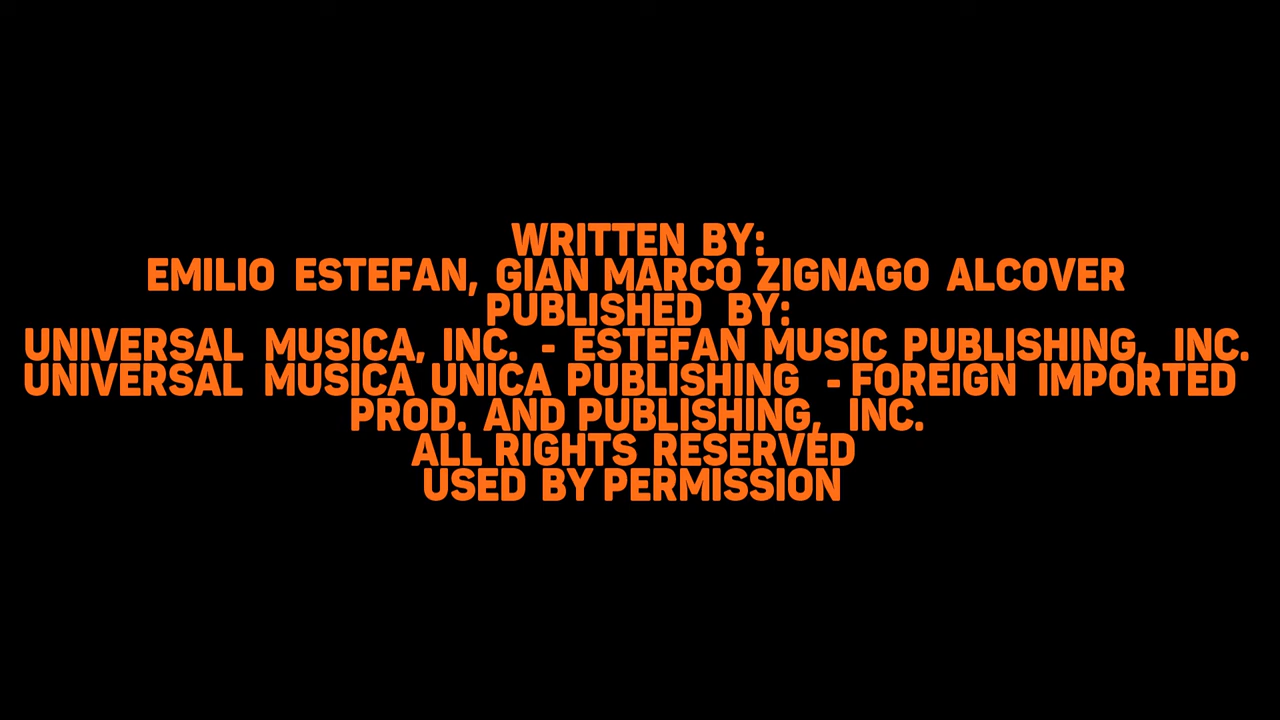 WRITTEN BY:
EMILIO ESTEFAN, GIAN MARCO ZIGNAGO ALCOVER
PUBLISHED BY:
UNIVERSAL MUSICA, INC. - ESTEFAN MUSIC PUBLISHING, INC.
UNIVERSAL MUSICA UNICA PUBLISHING - FOREIGN IMPORTED
PROD. AND PUBLISHING, INC.
ALL RIGHTS RESERVED
USED BY PERMISSION